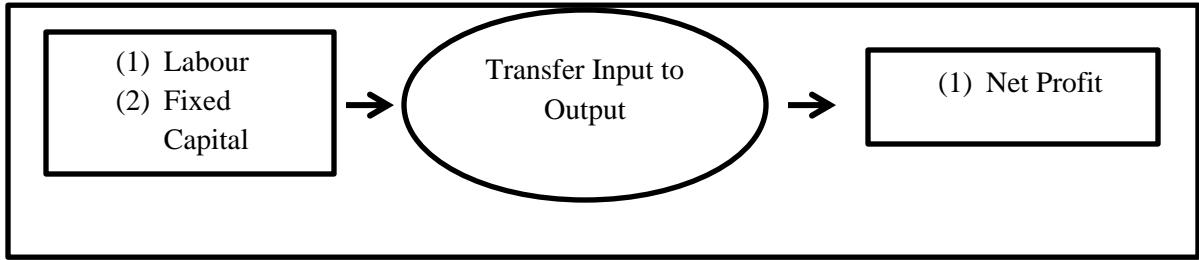 (1) Labour
(2) Fixed
Capital
Transfer Input to
Output
(1) Net Profit